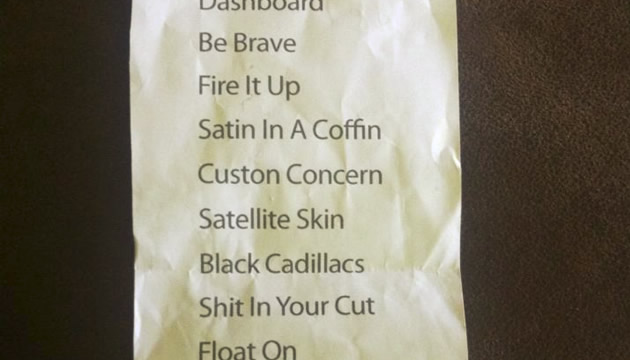 Dashboard
Be Brave
Fire It Up
Satin In A Coffin
Custon Concern
Satellite Skin
Black Cadillacs
Shit In Your Cut
Float On